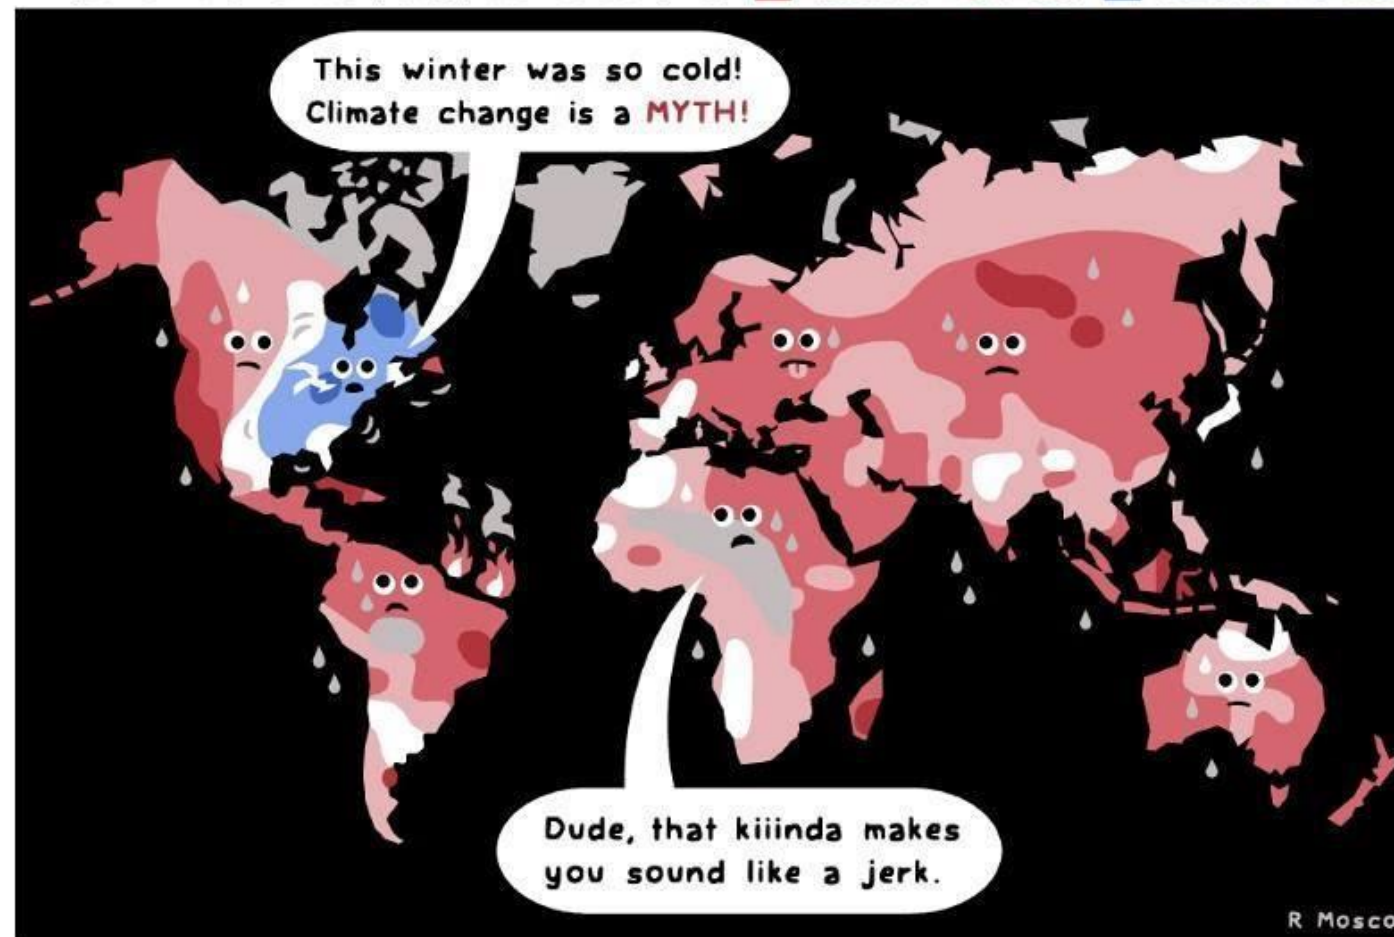 This winter was so cold!
Climate change is a MYTH!
Dude, that kiiinda makes
you sound like a jerk.
R Mosco